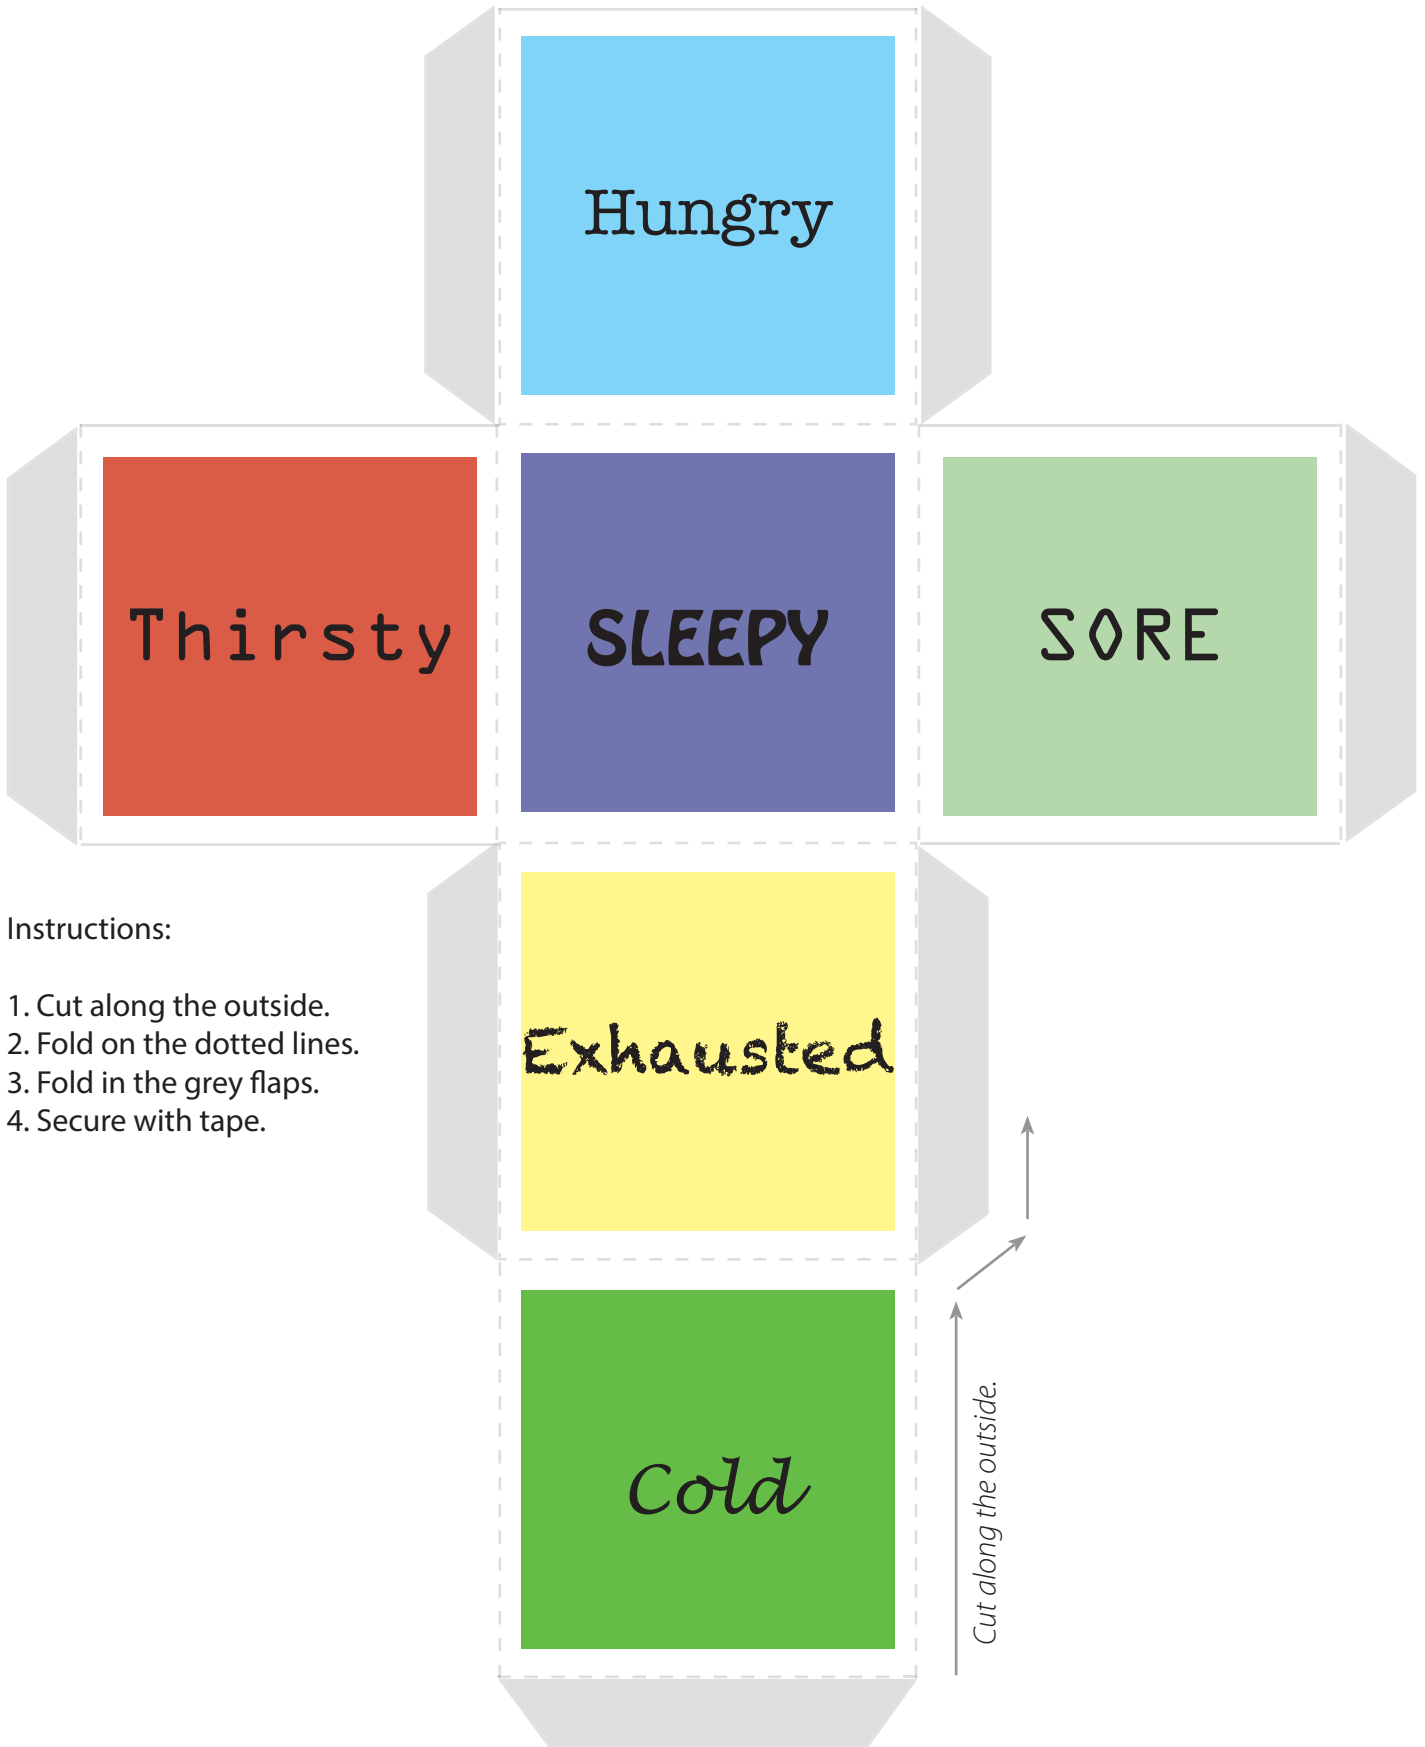 Hungry
Thirsty
SLEEPY
SORE
Instructions:
1. Cut along the outside.
2. Fold on the dotted lines.
3. Fold in the grey flaps.
4. Secure with tape.
Exhausted
Cold
Cut along the outside.